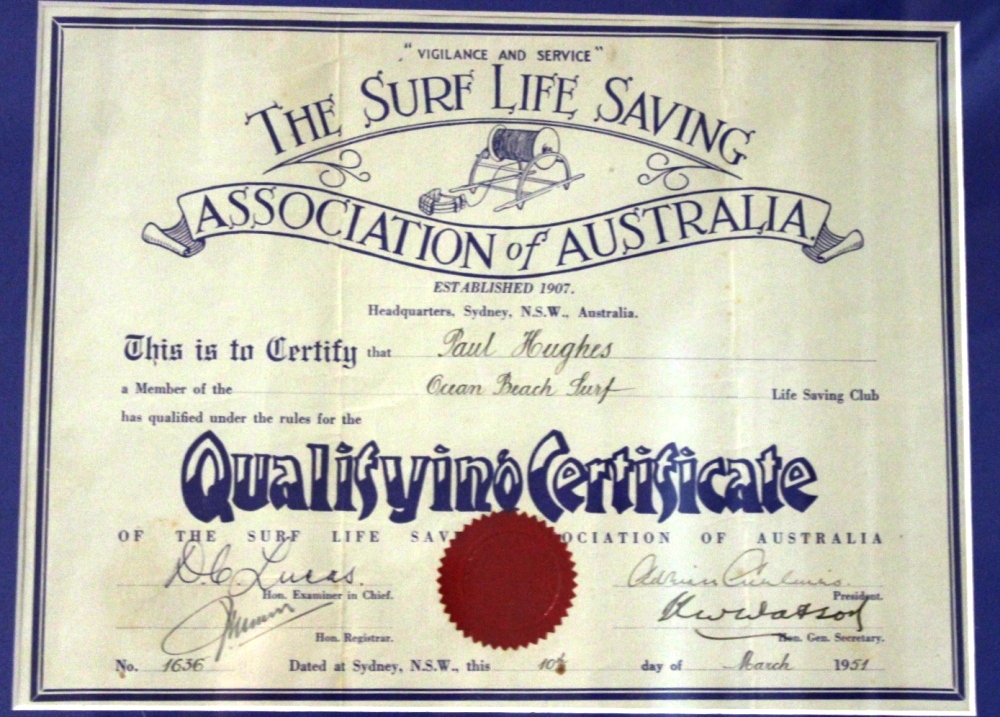 "VIGILANCE AND SERVICE"
THE SURF LIFE SAVING
ASSOCIATION of AUSTRALIA.
ESTABLISHED 1907.
Headquarters, Sydney, N.S.W., Australia.
This is to Certify that Paul Hughes
a Member of the Ocean Beach Surf Life Saving Club
has qualified under the rules for the
Qualifying Certificate
OF THE SURF LIFE SAV OCIATION OF AUSTRALIA
D.C. Lucas. Adrian
Hon. Examiner in Chief. President.
Watson
Hon. Registrar. Hon. Gen. Secretary.
No. 1636 Dated at Sydney, N.S.W., this 10th day of March 1951